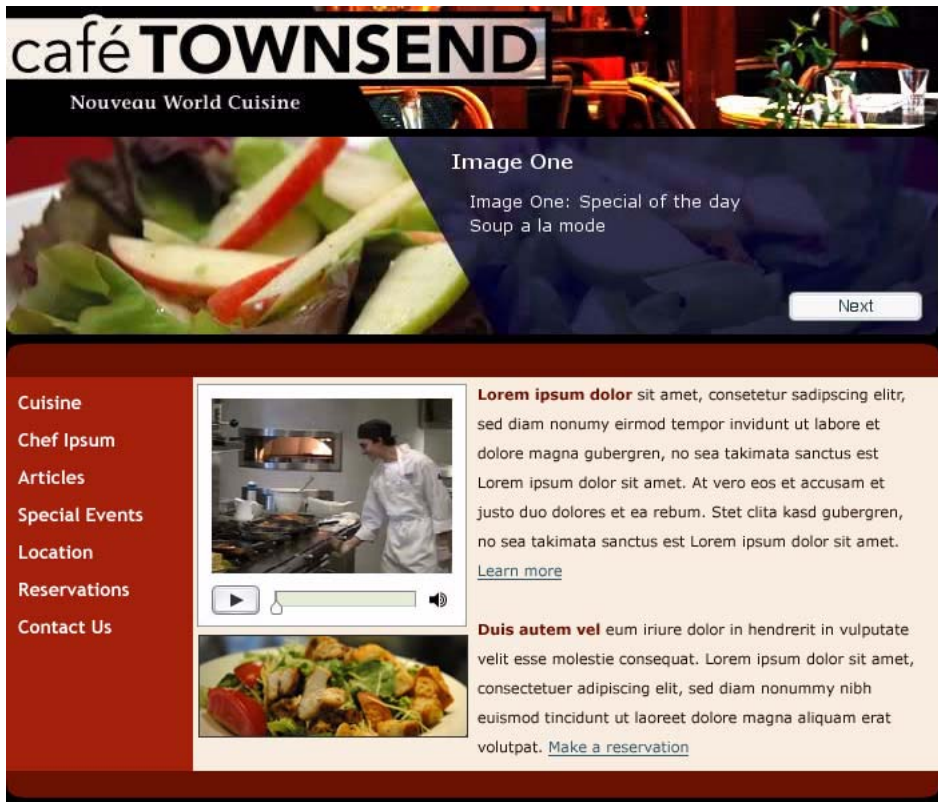 café TOWNSEND
Nouveau World Cuisine
Image One
Image One: Special of the day
Soup a la mode
Next
Cuisine
Chef Ipsum
Articles
Special Events
Location
Reservations
Contact Us
Lorem ipsum dolor sit amet, consetetur sadipscing elitr,
sed diam nonumy eirmod tempor invidunt ut labore et
dolore magna gubergren, no sea takimata sanctus est
Lorem ipsum dolor sit amet. At vero eos et accusam et
justo duo dolores et ea rebum. Stet clita kasd gubergren,
no sea takimata sanctus est Lorem ipsum dolor sit amet.
Learn more
Duis autem vel eum iriure dolor in hendrerit in vulputate
velit esse molestie consequat. Lorem ipsum dolor sit amet,
consectetuer adipiscing elit, sed diam nonummy nibh
euismod tincidunt ut laoreet dolore magna aliquam erat
volutpat. Make a reservation